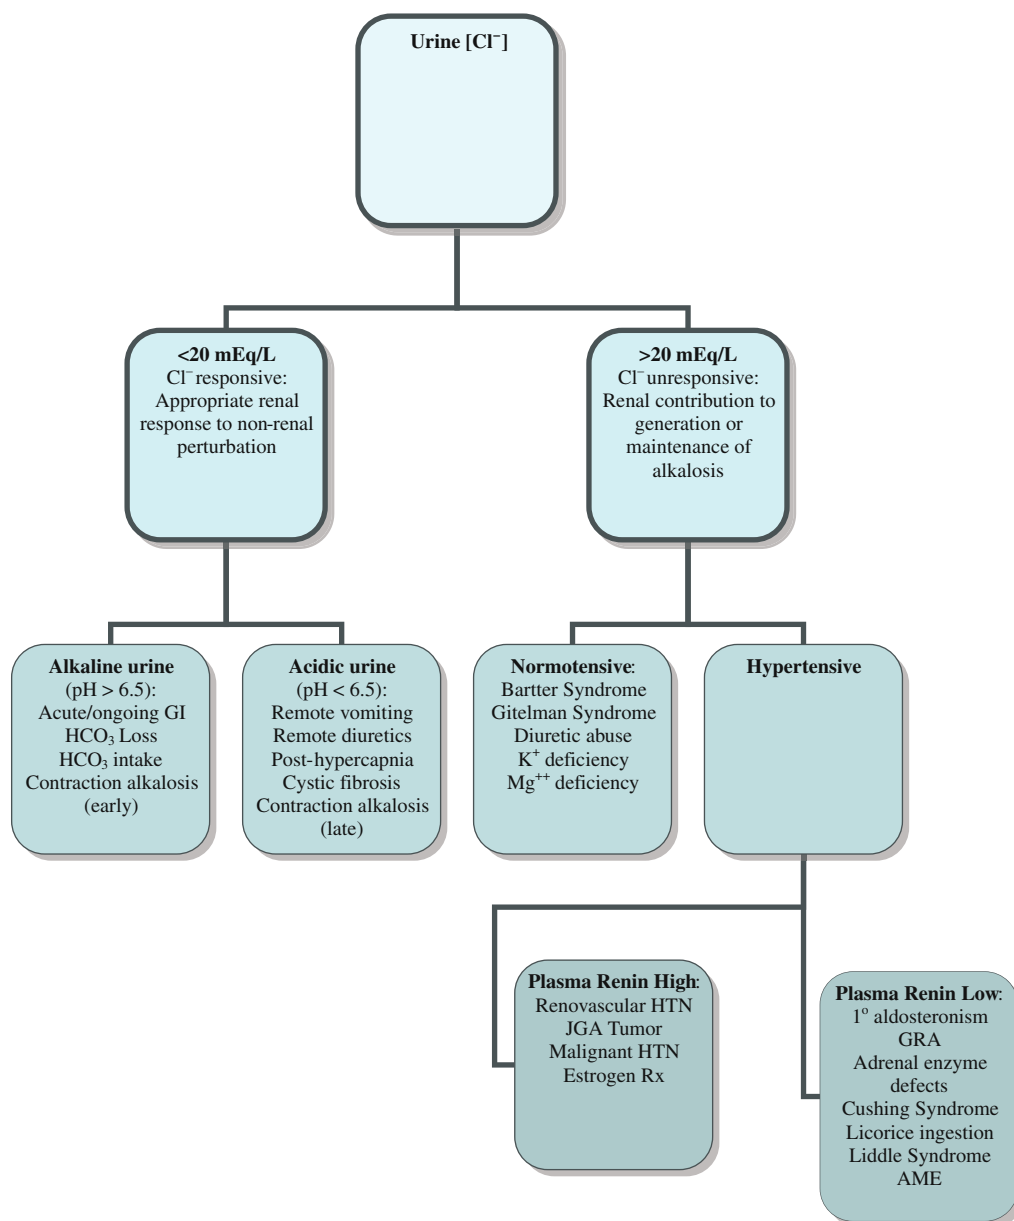 Urine [Cl⁻]
<20 mEq/L
Cl⁻ responsive:
Appropriate renal
response to non-renal
perturbation
>20 mEq/L
Cl⁻ unresponsive:
Renal contribution to
generation or
maintenance of
alkalosis
Alkaline urine
(pH > 6.5):
Acute/ongoing GI
HCO₃ Loss
HCO₃ intake
Contraction alkalosis
(early)
Acidic urine
(pH < 6.5):
Remote vomiting
Remote diuretics
Post-hypercapnia
Cystic fibrosis
Contraction alkalosis
(late)
Normotensive:
Bartter Syndrome
Gitelman Syndrome
Diuretic abuse
K⁺ deficiency
Mg⁺⁺ deficiency
Hypertensive
Plasma Renin High:
Renovascular HTN
JGA Tumor
Malignant HTN
Estrogen Rx
Plasma Renin Low:
1º aldosteronism
GRA
Adrenal enzyme
defects
Cushing Syndrome
Licorice ingestion
Liddle Syndrome
AME